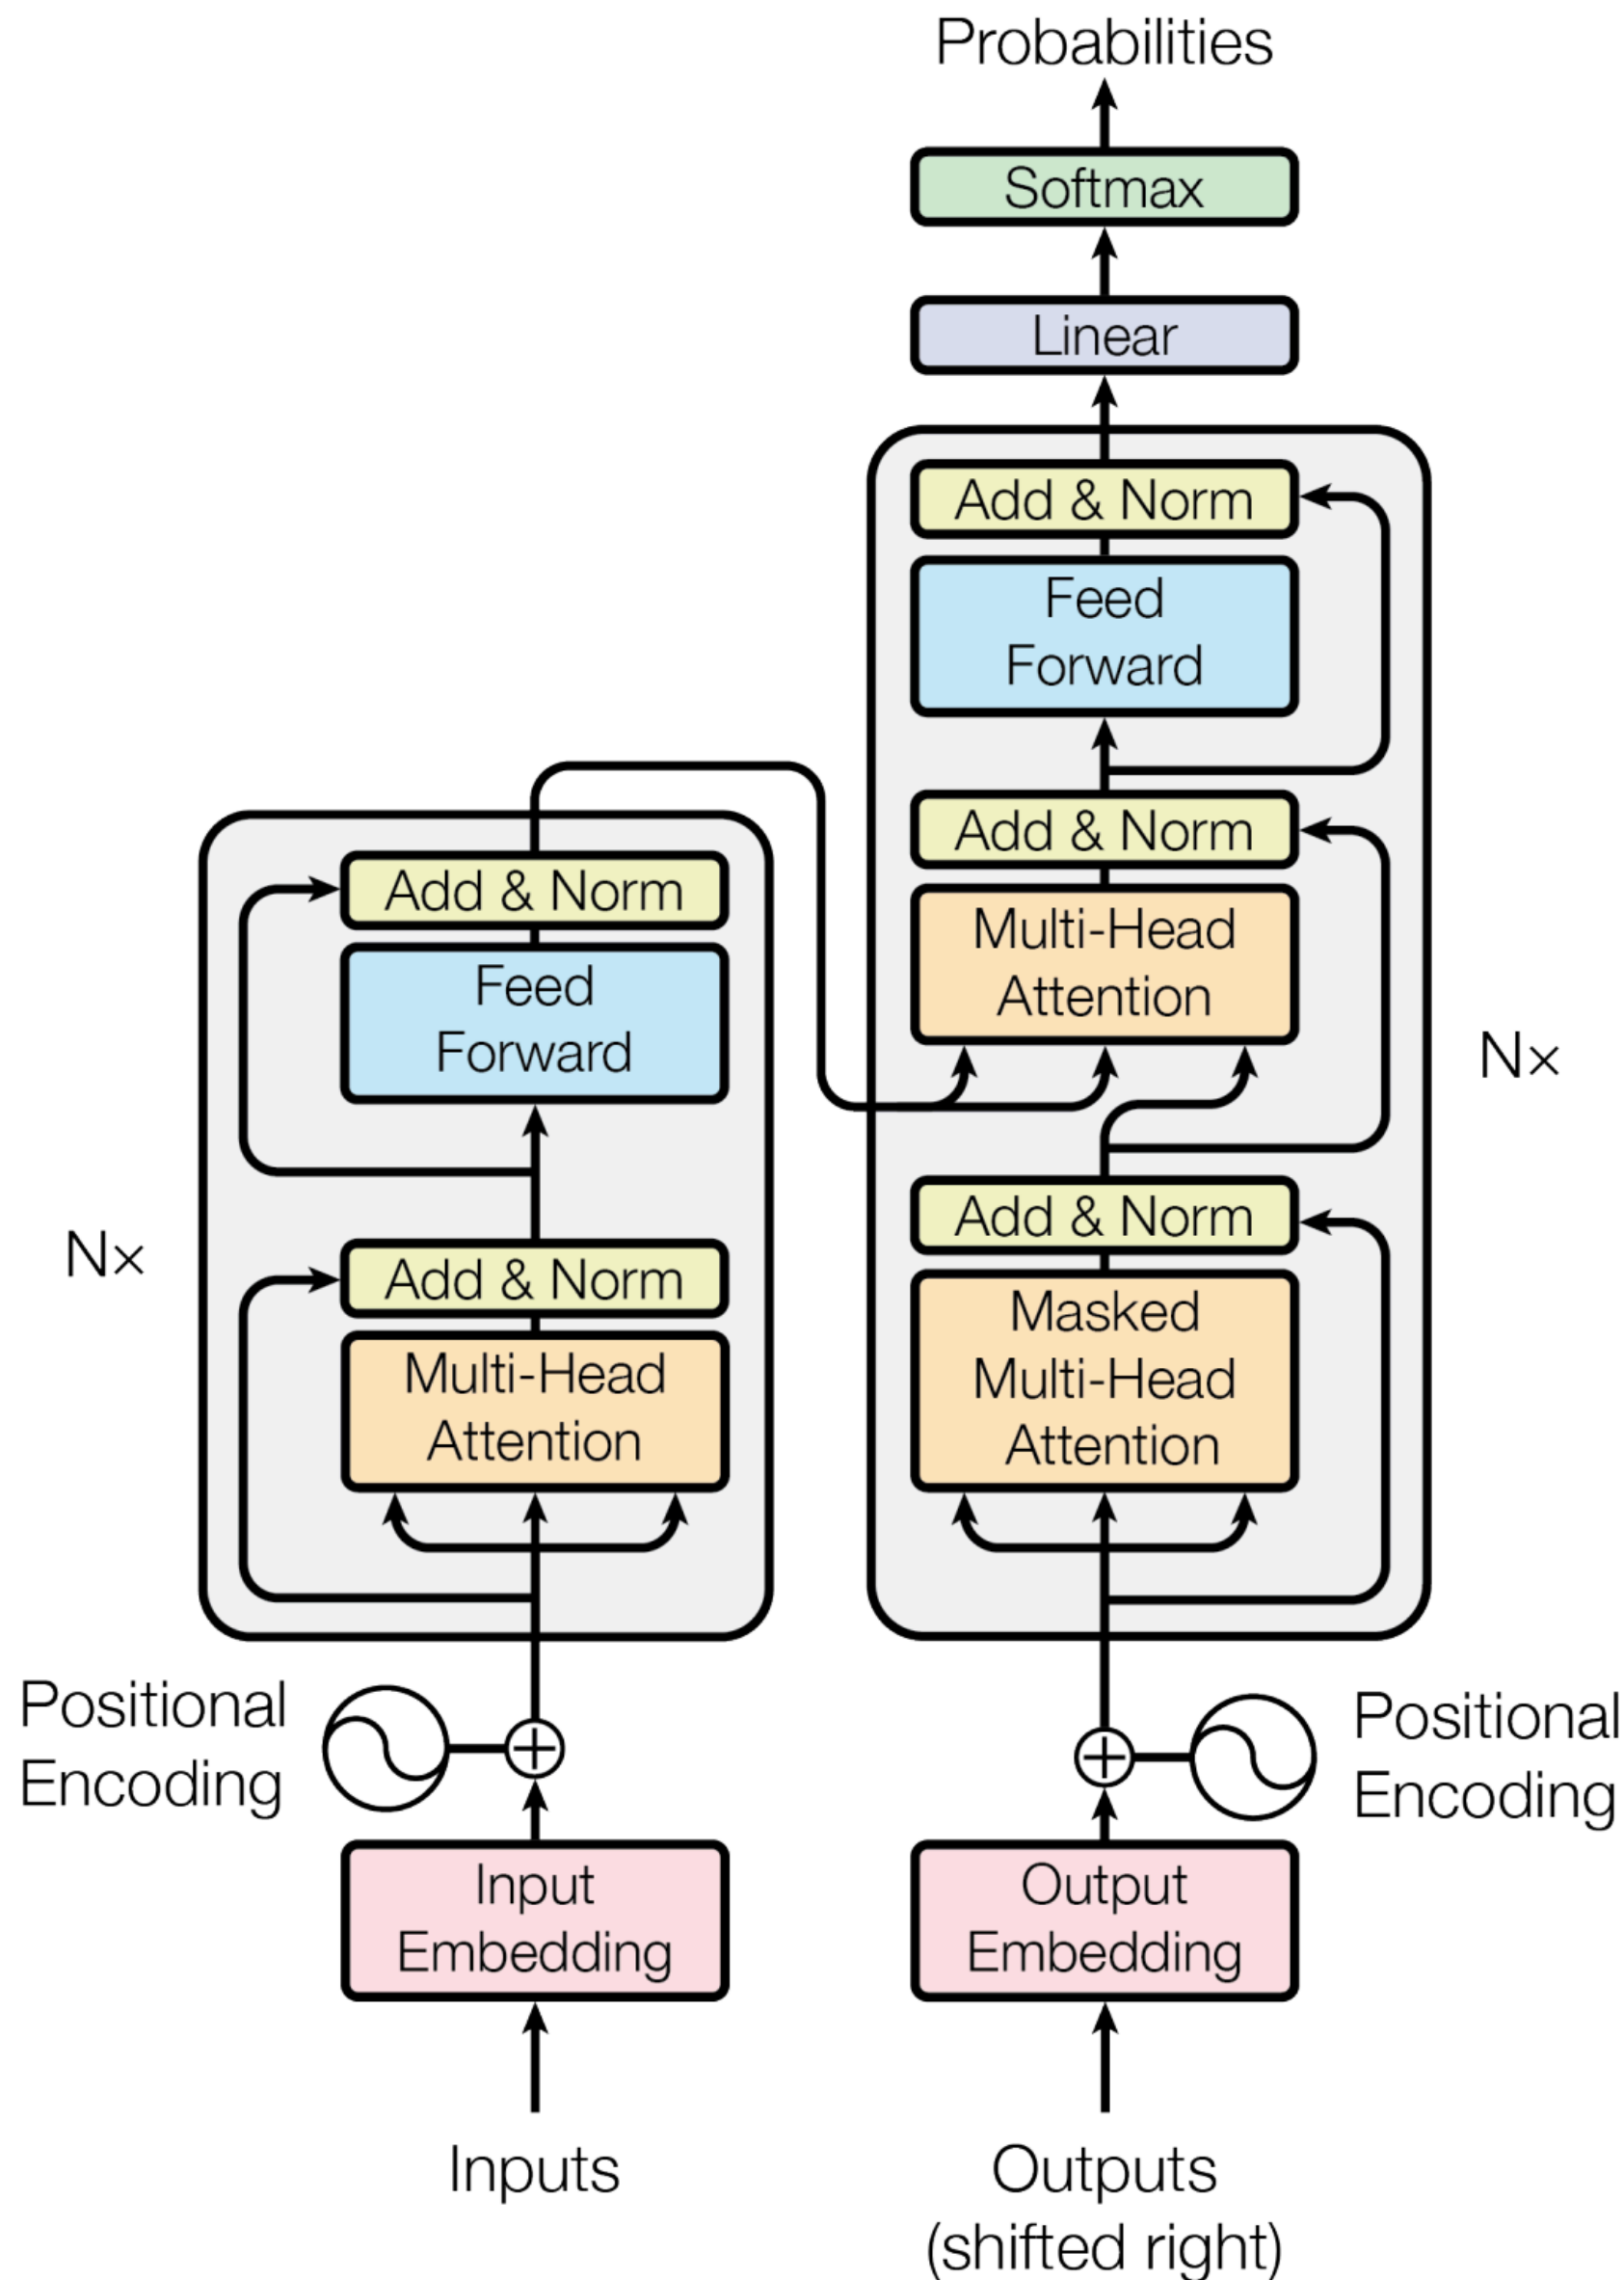 Probabilities
Softmax
Linear
Add & Norm
Feed
Forward
Add & Norm
Multi-Head
Attention
Add & Norm
Masked
Multi-Head
Attention
N×
Add & Norm
Feed
Forward
Add & Norm
Multi-Head
Attention
N×
Positional
Encoding
Positional
Encoding
Input
Embedding
Output
Embedding
Inputs
Outputs
(shifted right)